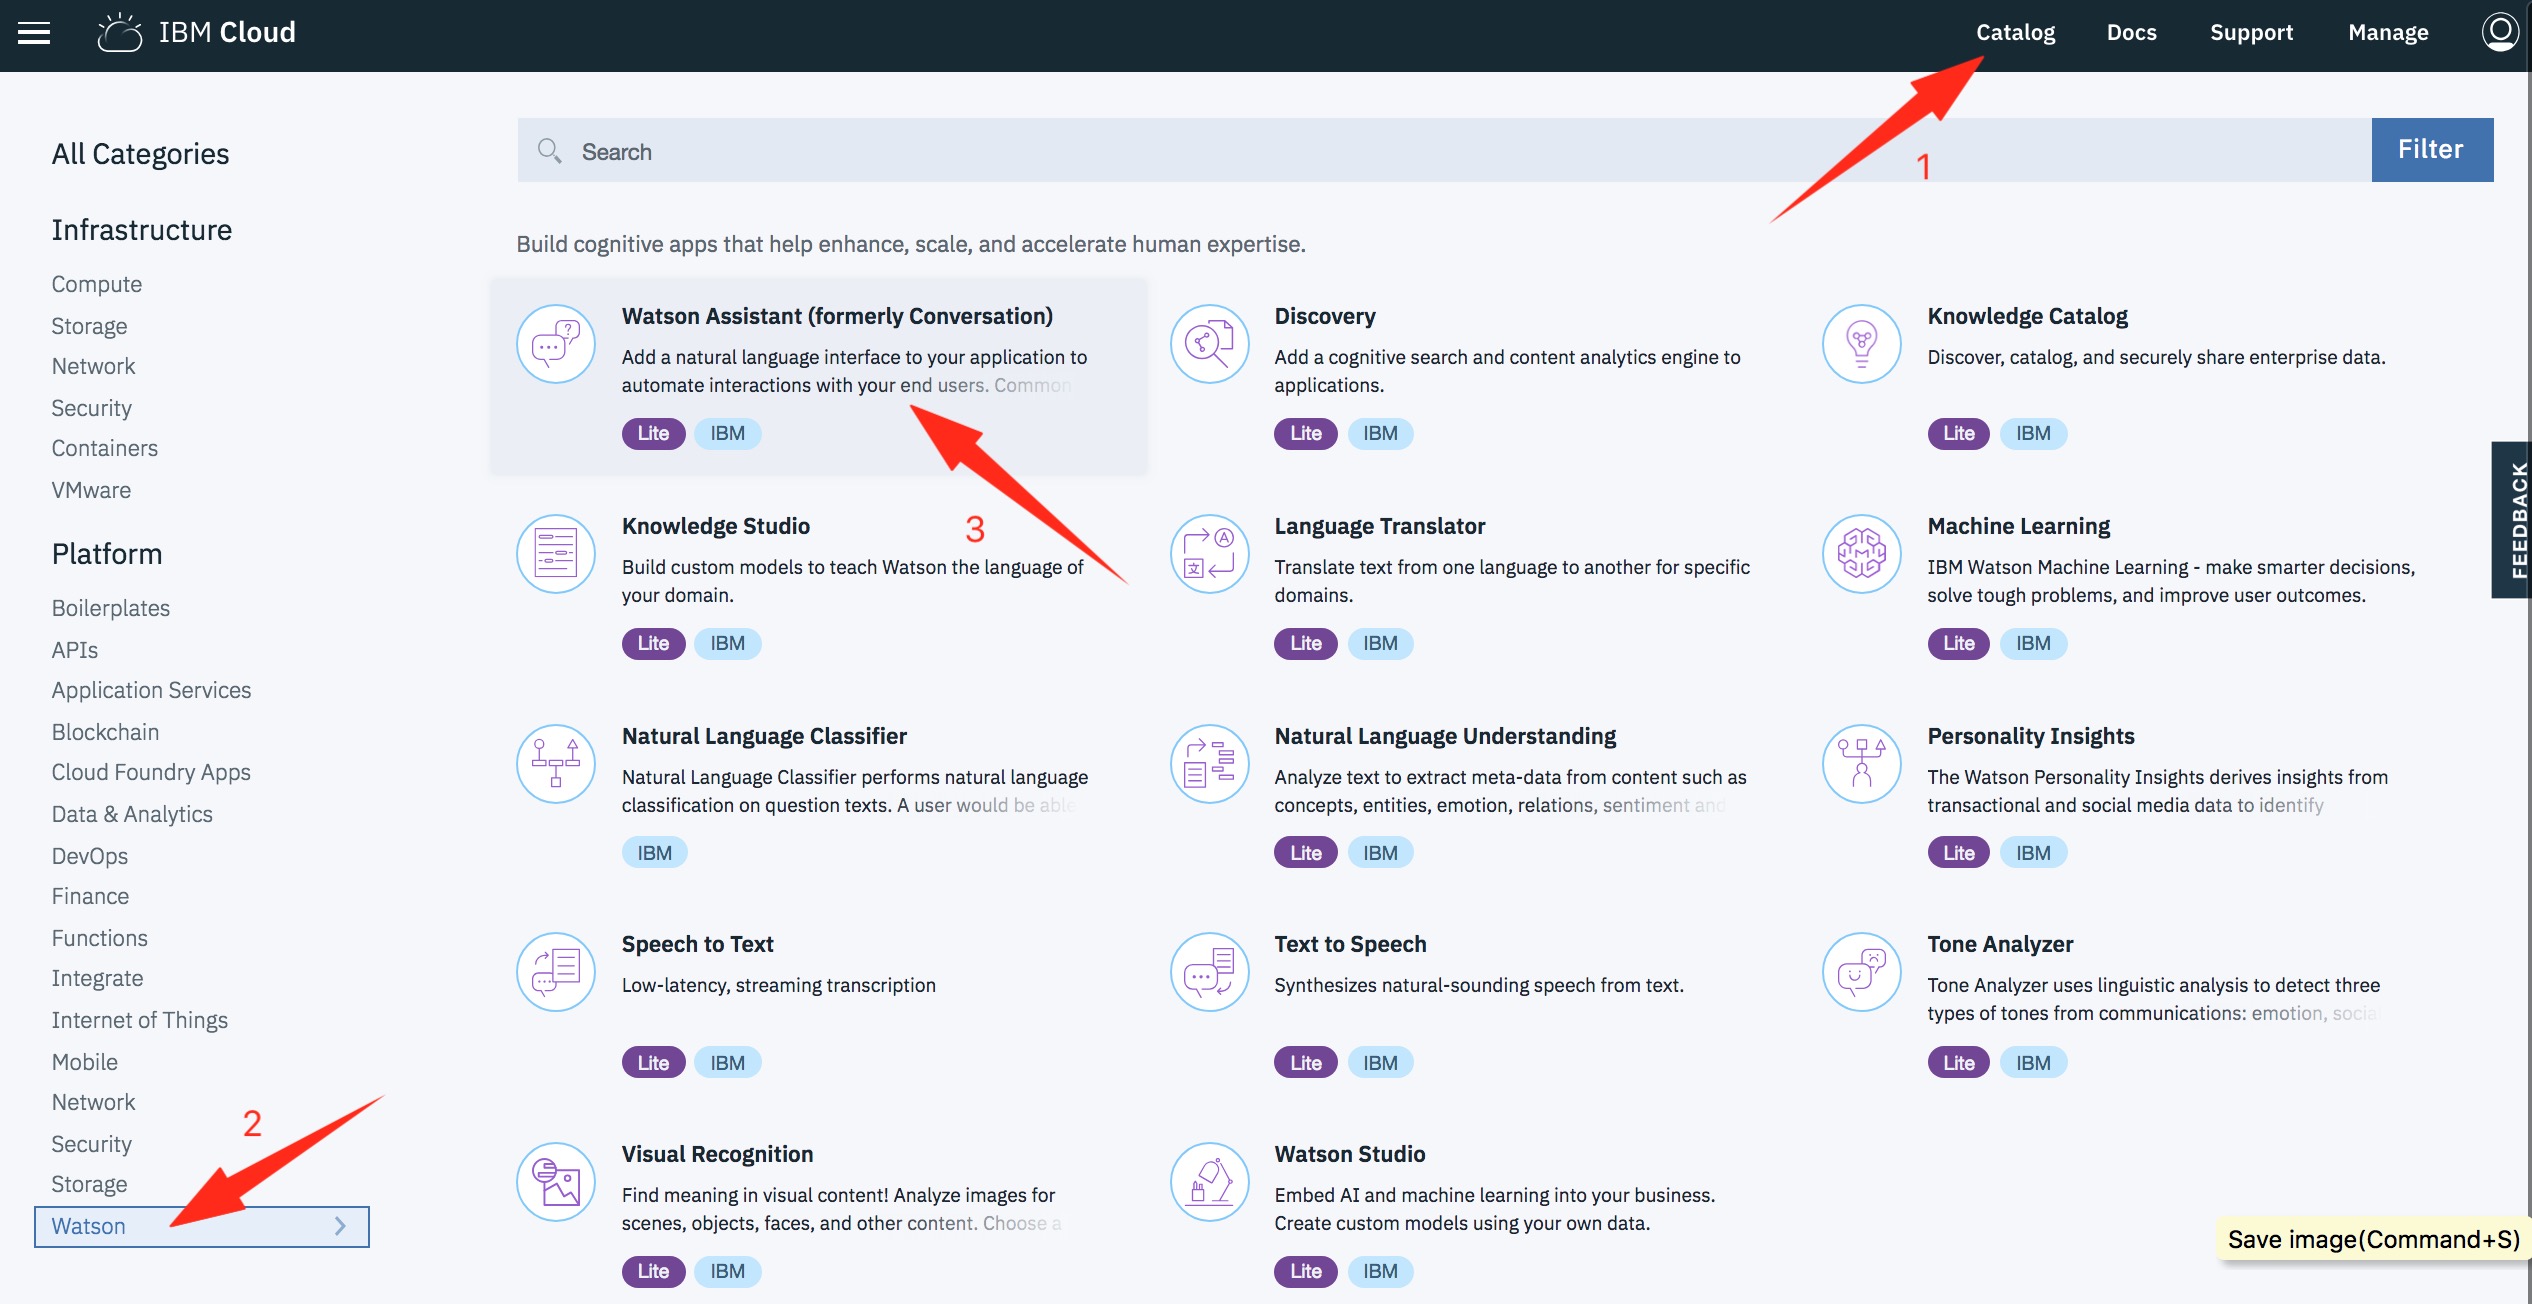 IBM Cloud
Catalog
Docs
Support
Manage
All Categories
Infrastructure
Compute
Storage
Network
Security
Containers
VMware
Platform
Boilerplates
APIs
Application Services
Blockchain
Cloud Foundry Apps
Data & Analytics
DevOps
Finance
Functions
Integrate
Internet of Things
Mobile
Network
Security
Storage
Watson
1
2
3
Search
Filter
Build cognitive apps that help enhance, scale, and accelerate human expertise.
Watson Assistant (formerly Conversation)
Add a natural language interface to your application to
automate interactions with your end users. Common
Lite
IBM
Discovery
Add a cognitive search and content analytics engine to
applications.
Lite
IBM
Knowledge Catalog
Discover, catalog, and securely share enterprise data.
Lite
IBM
Knowledge Studio
Build custom models to teach Watson the language of
your domain.
Lite
IBM
Language Translator
Translate text from one language to another for specific
domains.
Lite
IBM
Machine Learning
IBM Watson Machine Learning - make smarter decisions,
solve tough problems, and improve user outcomes.
Lite
IBM
Natural Language Classifier
Natural Language Classifier performs natural language
classification on question texts. A user would be able
IBM
Natural Language Understanding
Analyze text to extract meta-data from content such as
concepts, entities, emotion, relations, sentiment and
Lite
IBM
Personality Insights
The Watson Personality Insights derives insights from
transactional and social media data to identify
Lite
IBM
Speech to Text
Low-latency, streaming transcription
Lite
IBM
Text to Speech
Synthesizes natural-sounding speech from text.
Lite
IBM
Tone Analyzer
Tone Analyzer uses linguistic analysis to detect three
types of tones from communications: emotion, social
Lite
IBM
Visual Recognition
Find meaning in visual content! Analyze images for
scenes, objects, faces, and other content. Choose a
Lite
IBM
Watson Studio
Embed AI and machine learning into your business.
Create custom models using your own data.
Lite
IBM
FEEDBACK
Save image(Command+S)